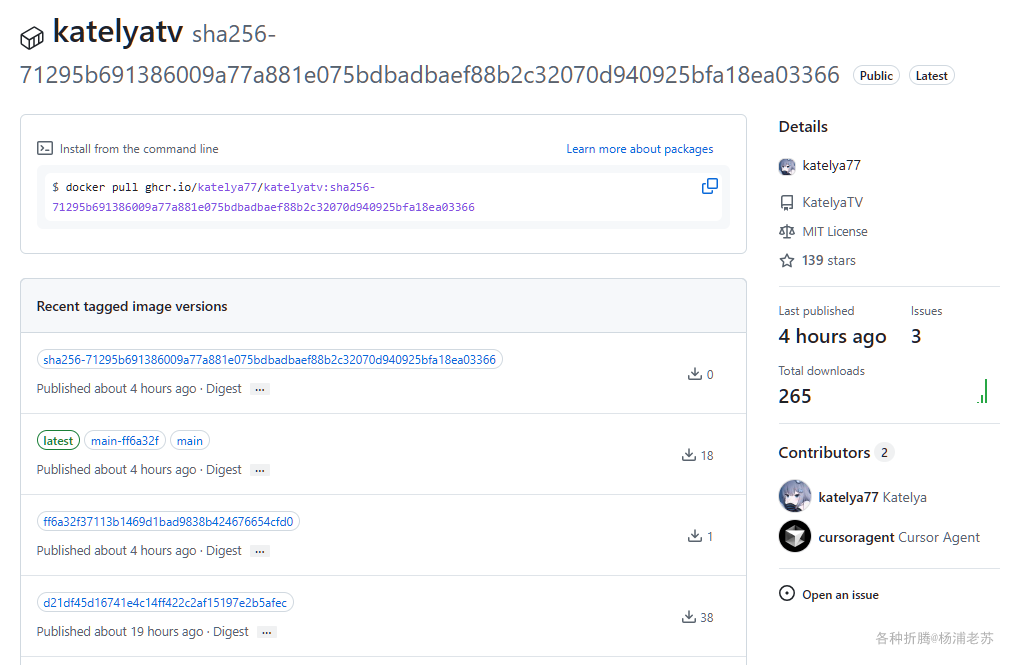 katelyatv sha256-
71295b691386009a77a881e075bdbadbaef88b2c32070d940925bfa18ea03366 Public Latest
Install from the command line Learn more about packages
$ docker pull ghcr.io/katelya77/katelyatv:sha256-
71295b691386009a77a881e075bdbadbaef88b2c32070d940925bfa18ea03366
Recent tagged image versions
sha256-71295b691386009a77a881e075bdbadbaef88b2c32070d940925bfa18ea03366
Published about 4 hours ago · Digest ...
0
latest main-ff6a32f main
Published about 4 hours ago · Digest ...
18
ff6a32f37113b1469d1bad9838b424676654cfd0
Published about 4 hours ago · Digest ...
1
d21df45d16741e4c14ff422c2af15197e2b5afec
Published about 19 hours ago · Digest ...
38
Details
katelya77
KatelyaTV
MIT License
139 stars
Last published Issues
4 hours ago 3
Total downloads
265
Contributors 2
katelya77 Katelya
cursoragent Cursor Agent
Open an issue
各种折腾@杨浦老苏